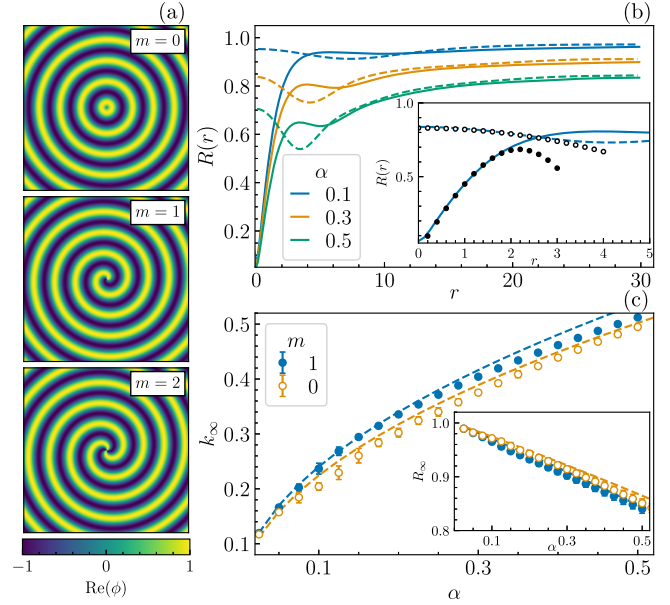 (a)
m = 0
m = 1
m = 2
−1 0 1
Re(ϕ)
(b)
R(r)
1.0
0.8
0.6
0.4
0.2
0 10 20 30
r
α
0.1
0.3
0.5
R(r)
1.0
0.5
0 1 2 3 4 5
r
(c)
k∞
0.5
0.4
0.3
0.2
0.1
0.1 0.3 0.5
α
m
1
0
R∞
1.0
0.9
0.8
0.1 0.3 0.5
α